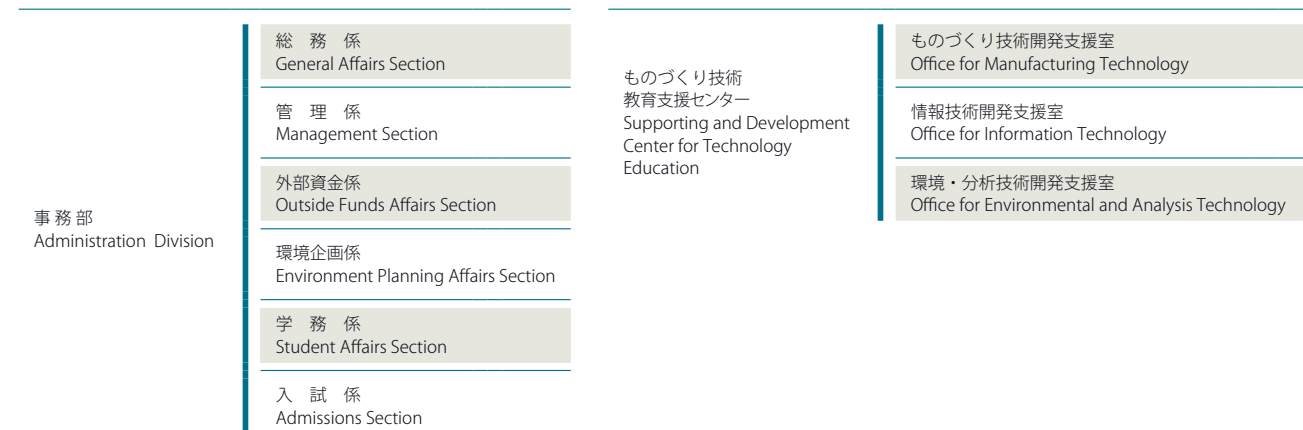 事務部
Administration Division
総　務　係
General Affairs Section
管　理　係
Management Section
外部資金係
Outside Funds Affairs Section
環境企画係
Environment Planning Affairs Section
学　務　係
Student Affairs Section
入　試　係
Admissions Section
ものづくり技術
教育支援センター
Supporting and Development
Center for Technology
Education
ものづくり技術開発支援室
Office for Manufacturing Technology
情報技術開発支援室
Office for Information Technology
環境・分析技術開発支援室
Office for Environmental and Analysis Technology